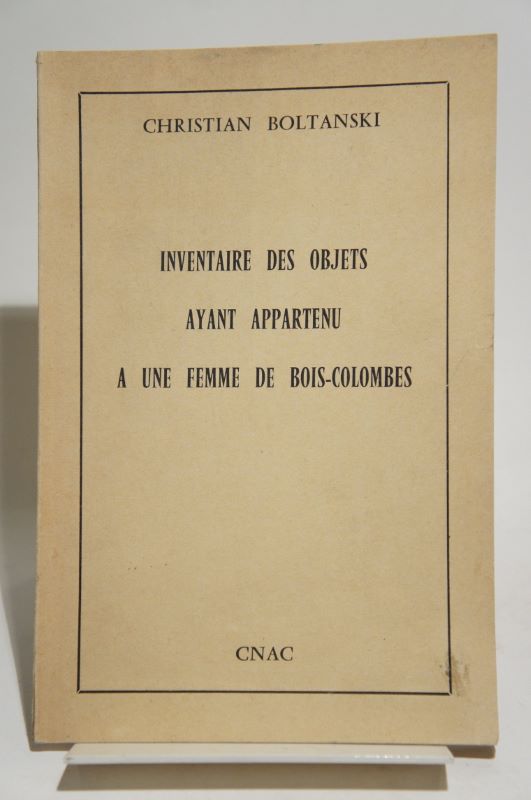 CHRISTIAN BOLTANSKI
INVENTAIRE DES OBJETS
AYANT APPARTENU
A UNE FEMME DE BOIS-COLOMBES
CNAC